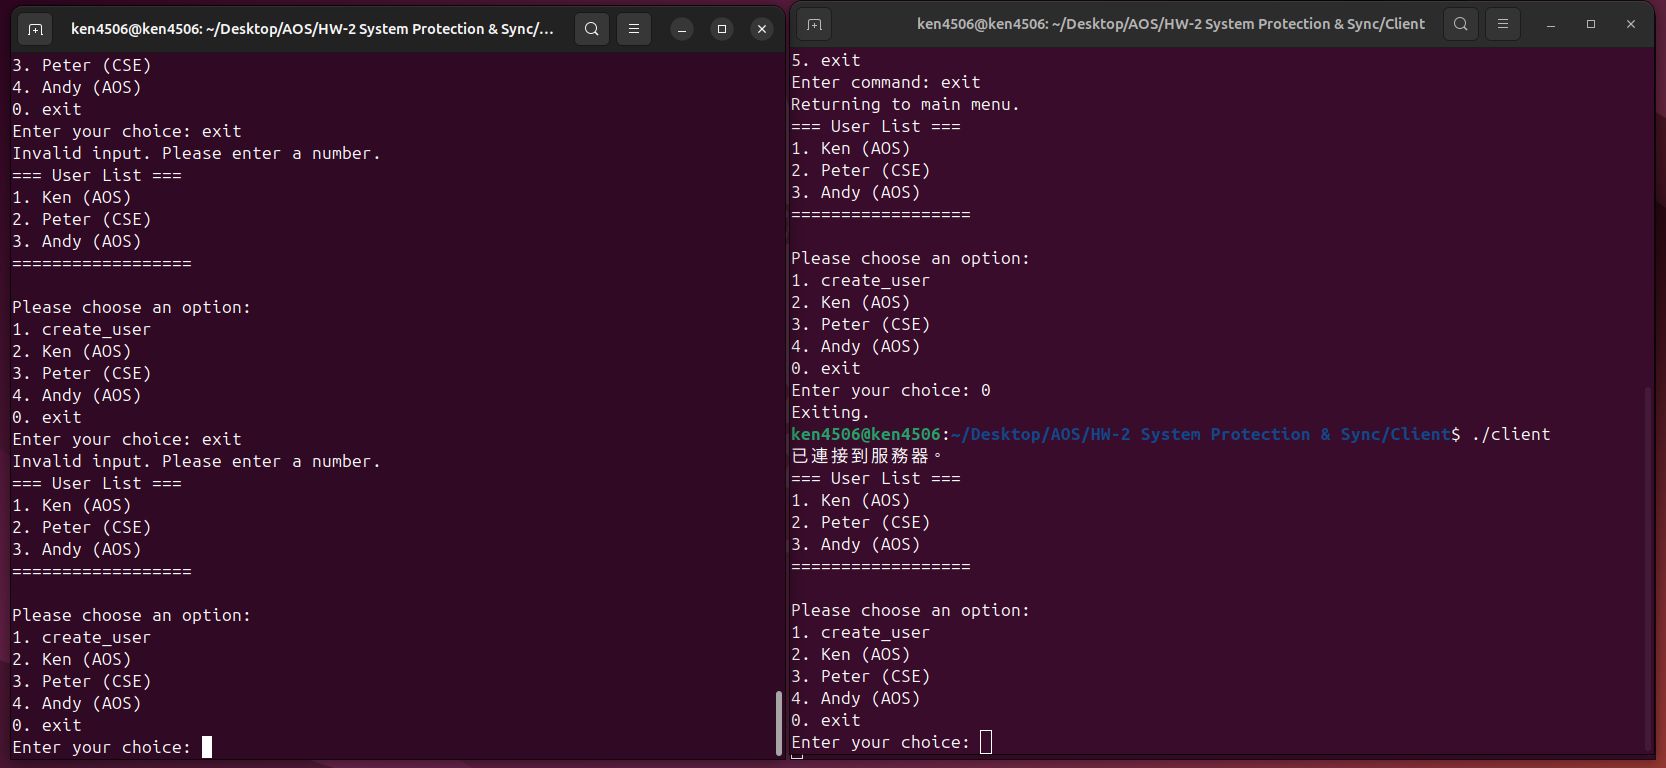 ken4506@ken4506: ~/Desktop/AOS/HW-2 System Protection & Sync/...
3. Peter (CSE)
4. Andy (AOS)
0. exit
Enter your choice: exit
Invalid input. Please enter a number.
=== User List ===
1. Ken (AOS)
2. Peter (CSE)
3. Andy (AOS)
==================
Please choose an option:
1. create_user
2. Ken (AOS)
3. Peter (CSE)
4. Andy (AOS)
0. exit
Enter your choice: exit
Invalid input. Please enter a number.
=== User List ===
1. Ken (AOS)
2. Peter (CSE)
3. Andy (AOS)
==================
Please choose an option:
1. create_user
2. Ken (AOS)
3. Peter (CSE)
4. Andy (AOS)
0. exit
Enter your choice:
ken4506@ken4506: ~/Desktop/AOS/HW-2 System Protection & Sync/Client
5. exit
Enter command: exit
Returning to main menu.
=== User List ===
1. Ken (AOS)
2. Peter (CSE)
3. Andy (AOS)
==================
Please choose an option:
1. create_user
2. Ken (AOS)
3. Peter (CSE)
4. Andy (AOS)
0. exit
Enter your choice: 0
Exiting.
ken4506@ken4506:~/Desktop/AOS/HW-2 System Protection & Sync/Client$ ./client
已連接到服務器。
=== User List ===
1. Ken (AOS)
2. Peter (CSE)
3. Andy (AOS)
==================
Please choose an option:
1. create_user
2. Ken (AOS)
3. Peter (CSE)
4. Andy (AOS)
0. exit
Enter your choice: